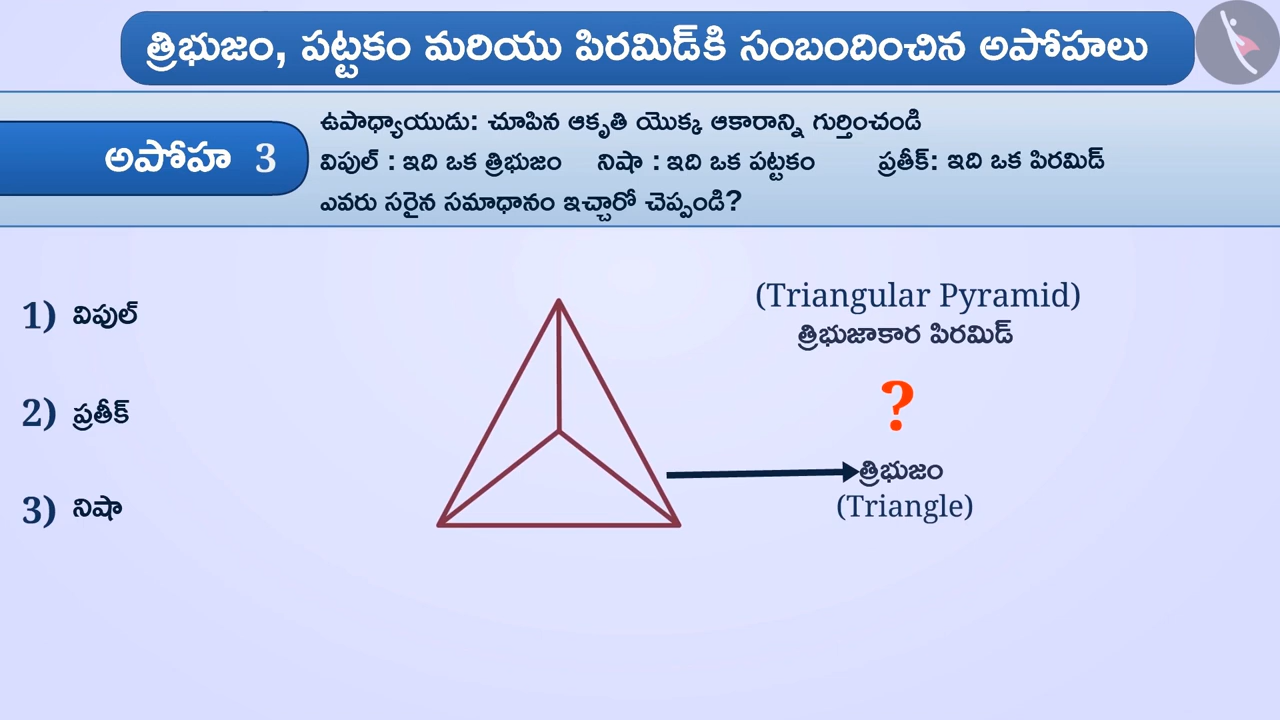 త్రిభుజం, పట్టకం మరియు పిరమిడ్‌కి సంబందించిన అపోహలు
అపోహ 3
ఉపాధ్యాయుడు: చూపిన ఆకృతి యొక్క ఆకారాన్ని గుర్తించండి
విపుల్ : ఇది ఒక త్రిభుజం నిషా : ఇది ఒక పట్టకం ప్రతీక్: ఇది ఒక పిరమిడ్
ఎవరు సరైన సమాధానం ఇచ్చారో చెప్పండి?
1) విపుల్
2) ప్రతీక్
3) నిషా
(Triangular Pyramid)
త్రిభుజాకార పిరమిడ్
?
త్రిభుజం
(Triangle)